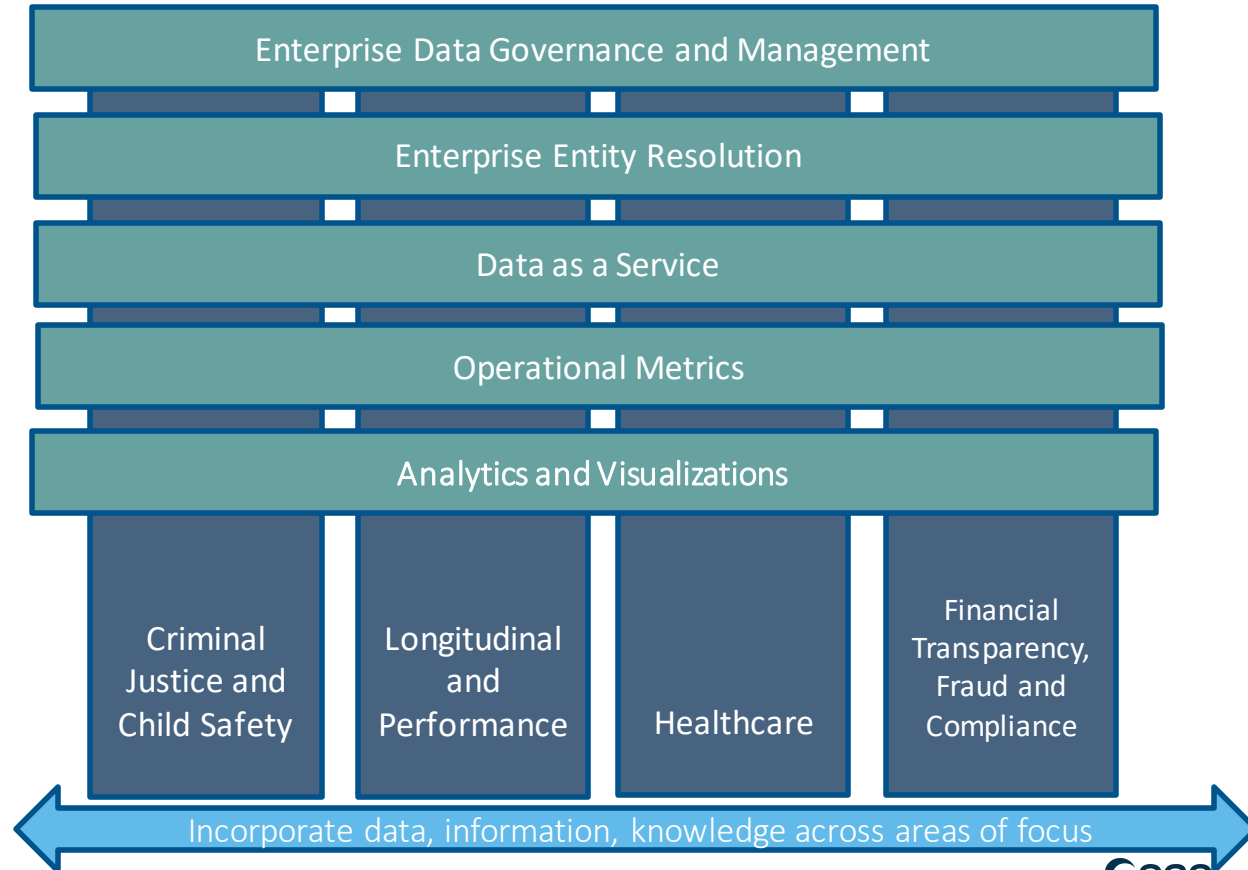 Enterprise Data Governance and Management
Enterprise Entity Resolution
Data as a Service
Operational Metrics
Analytics and Visualizations
Criminal
Justice and
Child Safety
Longitudinal
and
Performance
Healthcare
Financial
Transparency,
Fraud and
Compliance
Incorporate data, information, knowledge across areas of focus